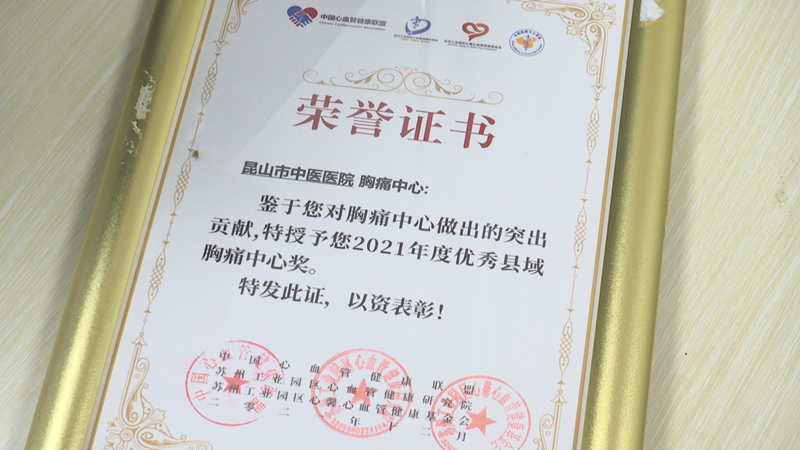 中国心血管健康联盟
荣誉证书
昆山市中医医院 胸痛中心:
鉴于您对胸痛中心做出的突出
贡献,特授予您2021年度优秀县域
胸痛中心奖。
特发此证，以资表彰！
中国心血管健康联盟
苏州工业园区心血管健康研究院
苏州工业园区心馨心血管健康基金会